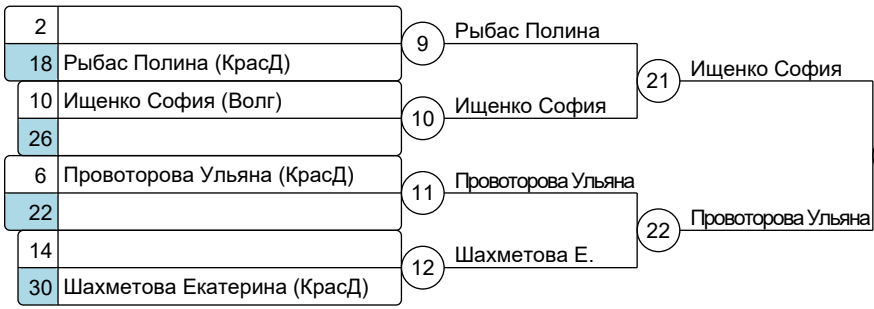 2
9
Рыбас Полина
18 Рыбас Полина (КрасД)
21
Ищенко София
10 Ищенко София (Волг)
10
Ищенко София
26
6 Провоторова Ульяна (КрасД)
11
Провоторова Ульяна
22
22
Провоторова Ульяна
14
12
Шахметова Е.
30 Шахметова Екатерина (КрасД)